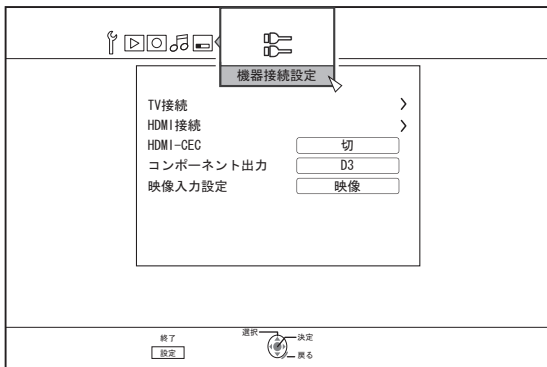 機器接続設定
TV接続
HDMI接続
HDMI-CEC 切
コンポーネント出力 D3
映像入力設定 映像
終了
設定
選択
決定
戻る